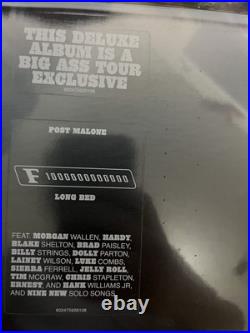 THIS DELUXE
ALBUM IS A
BIG ASS TOUR
EXCLUSIVE
POST MALONE
LONG BED
FEAT. MORGAN WALLEN, HARDY,
BLAKE SHELTON, BRAD PAISLEY,
BILLY STRINGS, DOLLY PARTON,
LAINEY WILSON, LUKE COMBS,
SIERRA FERRELL, JELLY ROLL,
TIM MCGRAW, CHRIS STAPLETON,
ERNEST, AND HANK WILLIAMS JR,
AND NINE NEW SOLO SONGS.